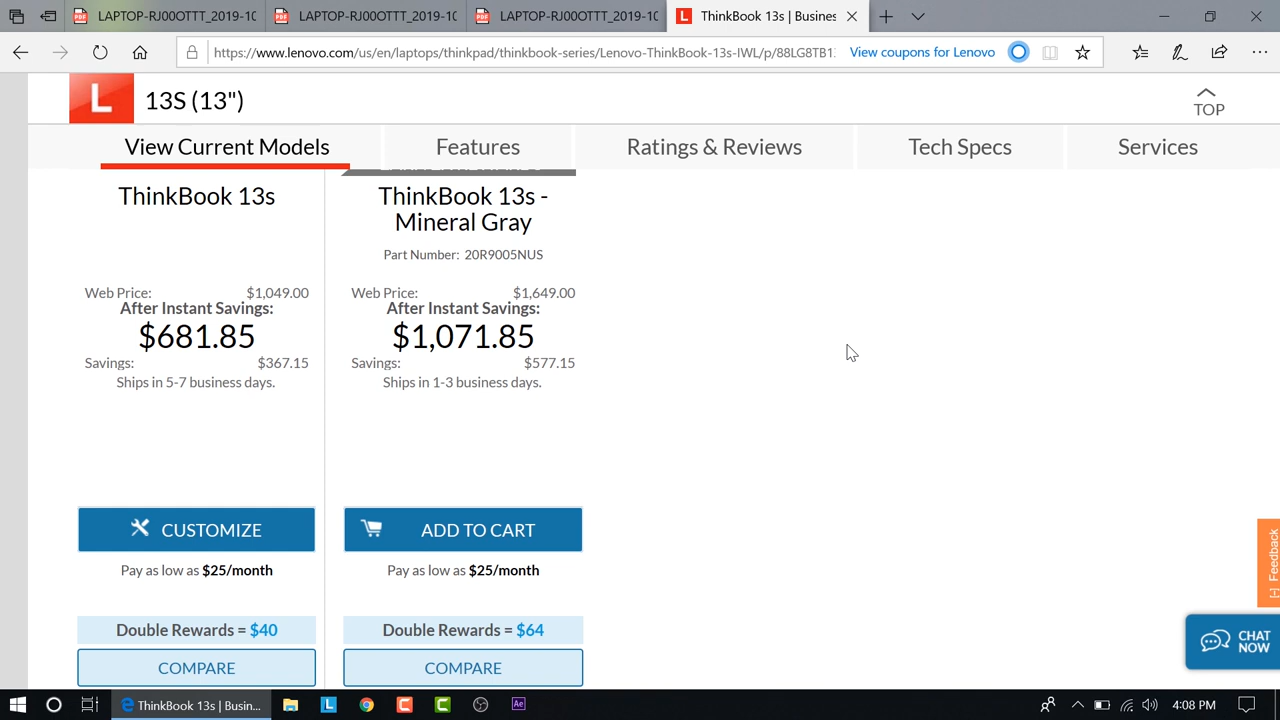 LAPTOP-RJ00OTTT_2019-10
LAPTOP-RJ00OTTT_2019-10
LAPTOP-RJ00OTTT_2019-10
ThinkBook 13s | Busines
https://www.lenovo.com/us/en/laptops/thinkpad/thinkbook-series/Lenovo-ThinkBook-13s-IWL/p/88LG8TB1
View coupons for Lenovo
L 13S (13")
TOP
View Current Models
Features
Ratings & Reviews
Tech Specs
Services
ThinkBook 13s
Web Price: $1,049.00
After Instant Savings:
$681.85
Savings: $367.15
Ships in 5-7 business days.
CUSTOMIZE
Pay as low as $25/month
Double Rewards = $40
COMPARE
ThinkBook 13s -
Mineral Gray
Part Number: 20R9005NUS
Web Price: $1,649.00
After Instant Savings:
$1,071.85
Savings: $577.15
Ships in 1-3 business days.
ADD TO CART
Pay as low as $25/month
Double Rewards = $64
COMPARE
[-] Feedback
CHAT
NOW
ThinkBook 13s | Busin...
Ae
4:08 PM